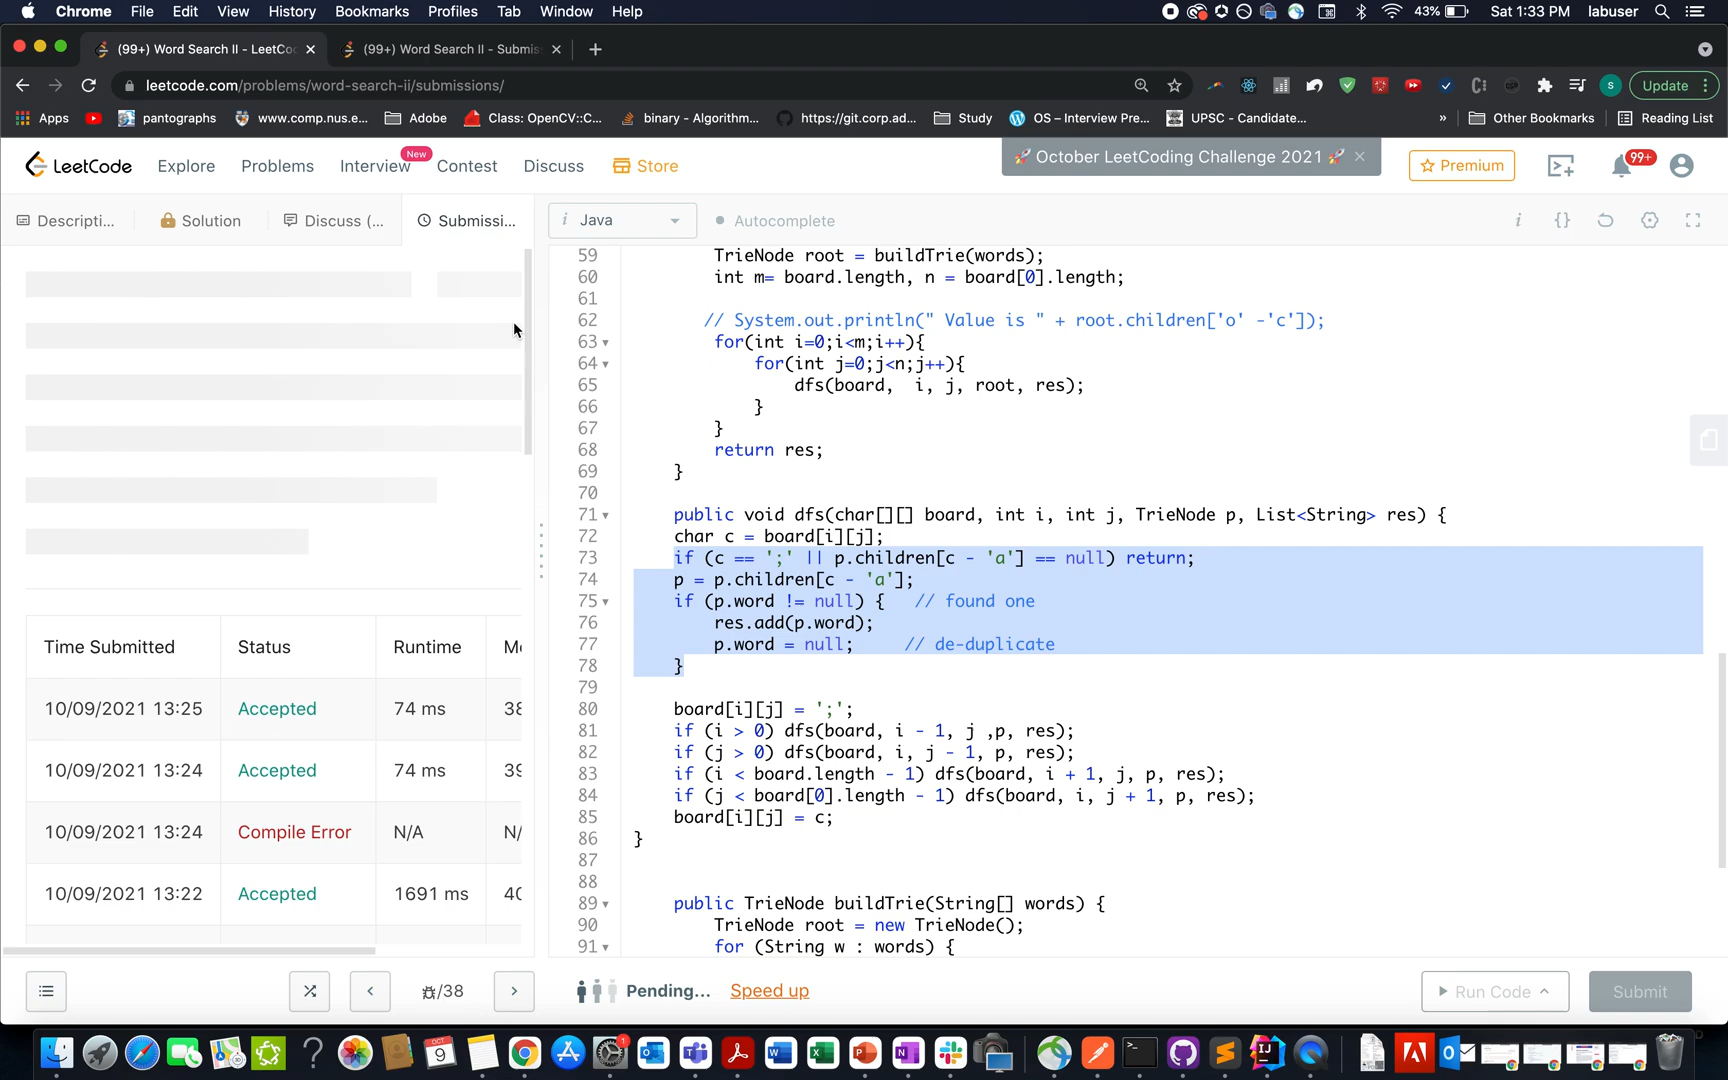 Chrome File Edit View History Bookmarks Profiles Tab Window Help 43% Sat 1:33 PM labuser
(99+) Word Search II - LeetCo
(99+) Word Search II - Submis
leetcode.com/problems/word-search-ii/submissions/
S
Update
Apps
pantographs
www.comp.nus.e...
Adobe
Class: OpenCV::C...
binary - Algorithm...
https://git.corp.ad...
Study
OS – Interview Pre...
UPSC - Candidate...
»
Other Bookmarks
Reading List
LeetCode Explore Problems Interview New Contest Discuss Store
🚀 October LeetCoding Challenge 2021 🚀
Premium
99+
Descripti... Solution Discuss (... Submissi...
i Java
Autocomplete
i {}
59 TrieNode root = buildTrie(words);
60 int m= board.length, n = board[0].length;
61
62 // System.out.println(" Value is " + root.children['o' -'c']);
63 for(int i=0;i<m;i++){
64 for(int j=0;j<n;j++){
65 dfs(board,  i, j, root, res);
66 }
67 }
68 return res;
69 }
70
71 public void dfs(char[][] board, int i, int j, TrieNode p, List<String> res) {
72 char c = board[i][j];
73 if (c == ';' || p.children[c - 'a'] == null) return;
74 p = p.children[c - 'a'];
75 if (p.word != null) {   // found one
76 res.add(p.word);
77 p.word = null;     // de-duplicate
78 }
79
80 board[i][j] = ';';
81 if (i > 0) dfs(board, i - 1, j ,p, res);
82 if (j > 0) dfs(board, i, j - 1, p, res);
83 if (i < board.length - 1) dfs(board, i + 1, j, p, res);
84 if (j < board[0].length - 1) dfs(board, i, j + 1, p, res);
85 board[i][j] = c;
86 }
87
88
89 public TrieNode buildTrie(String[] words) {
90 TrieNode root = new TrieNode();
91 for (String w : words) {
Time Submitted Status Runtime
10/09/2021 13:25 Accepted 74 ms 38
10/09/2021 13:24 Accepted 74 ms 39
10/09/2021 13:24 Compile Error N/A N/
10/09/2021 13:22 Accepted 1691 ms 40
/38
Pending... Speed up
Run Code
Submit
OCT
9
1